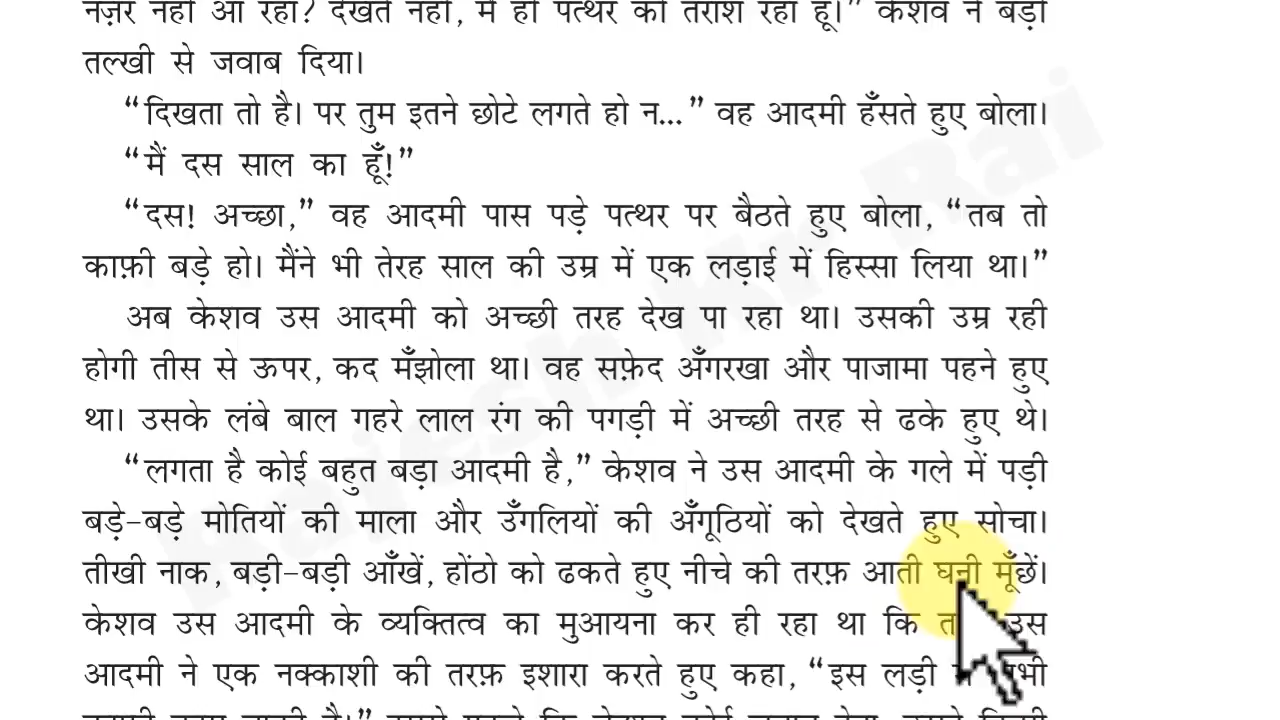 नज़र नहीं आ रहा? देखते नहीं, मैं ही पत्थर को तराश रहा हूँ।” केशव ने बड़ी
तल्खी से जवाब दिया।
“दिखता तो है। पर तुम इतने छोटे लगते हो न...” वह आदमी हँसते हुए बोला।
“मैं दस साल का हूँ!”
“दस! अच्छा,” वह आदमी पास पड़े पत्थर पर बैठते हुए बोला, “तब तो
काफ़ी बड़े हो। मैंने भी तेरह साल की उम्र में एक लड़ाई में हिस्सा लिया था।”
अब केशव उस आदमी को अच्छी तरह देख पा रहा था। उसकी उम्र रही
होगी तीस से ऊपर, कद मँझोला था। वह सफ़ेद अँगरखा और पाजामा पहने हुए
था। उसके लंबे बाल गहरे लाल रंग की पगड़ी में अच्छी तरह से ढके हुए थे।
“लगता है कोई बहुत बड़ा आदमी है,” केशव ने उस आदमी के गले में पड़ी
बड़े-बड़े मोतियों की माला और उँगलियों की अँगूठियों को देखते हुए सोचा।
तीखी नाक, बड़ी-बड़ी आँखें, होंठो को ढकते हुए नीचे की तरफ़ आती घनी मूँछें।
केशव उस आदमी के व्यक्तित्व का मुआयना कर ही रहा था कि उस
आदमी ने एक नक्काशी की तरफ़ इशारा करते हुए कहा, “इस लड़ी
Rajesh Kr Rai